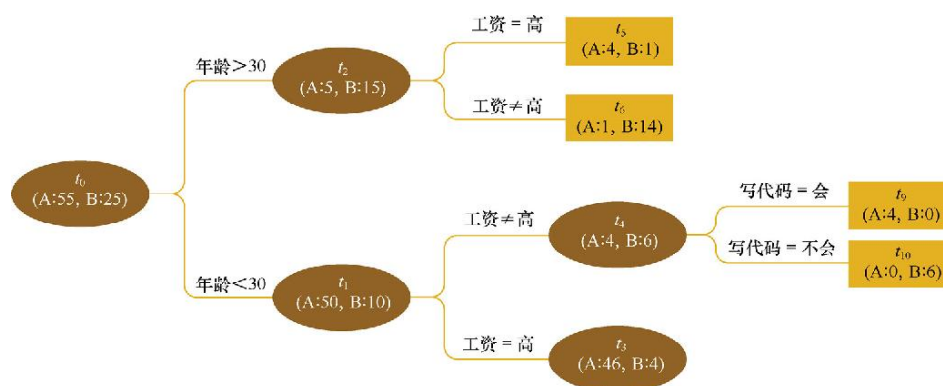 工资 = 高
t5
(A:4, B:1)
年龄>30
t2
(A:5, B:15)
工资≠高
t6
(A:1, B:14)
t0
(A:55, B:25)
写代码 = 会
t9
(A:4, B:0)
工资≠高
t4
(A:4, B:6)
写代码 = 不会
t10
(A:0, B:6)
年龄<30
t1
(A:50, B:10)
工资 = 高
t3
(A:46, B:4)